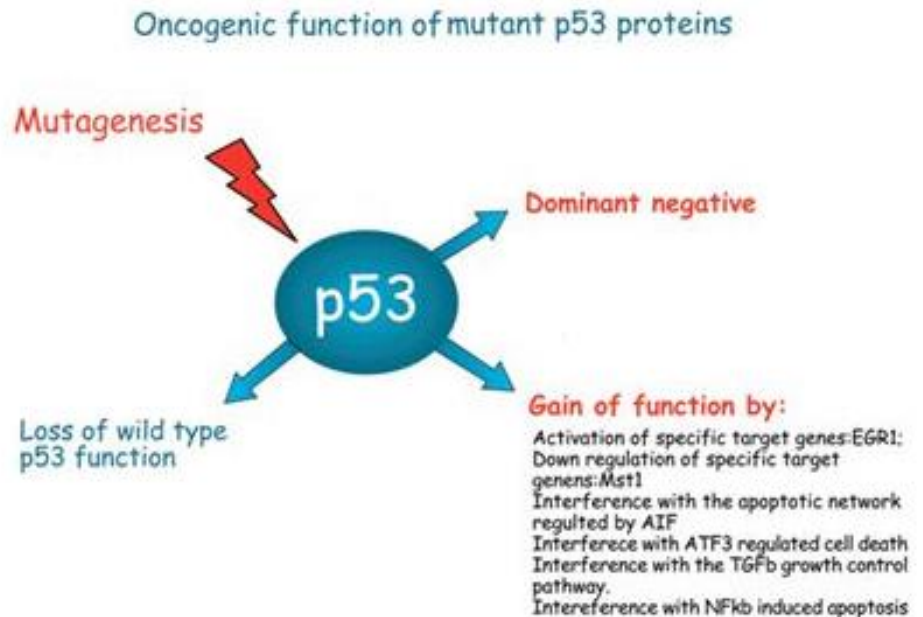 Oncogenic function of mutant p53 proteins
Mutagenesis
Dominant negative
p53
Loss of wild type
p53 function
Gain of function by:
Activation of specific target genes:EGR1;
Down regulation of specific target
genens:Mst1
Interference with the apoptotic network
regulted by AIF
Interferece with ATF3 regulated cell death
Interference with the TGFb growth control
pathway.
Intereference with NFkb induced apoptosis